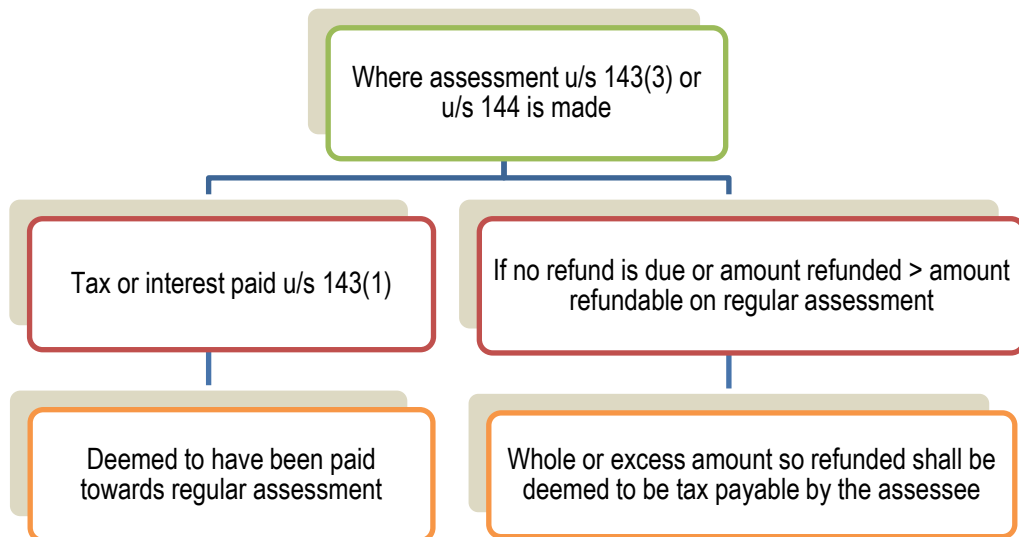 Where assessment u/s 143(3) or
u/s 144 is made
Tax or interest paid u/s 143(1)
If no refund is due or amount refunded > amount
refundable on regular assessment
Deemed to have been paid
towards regular assessment
Whole or excess amount so refunded shall be
deemed to be tax payable by the assessee